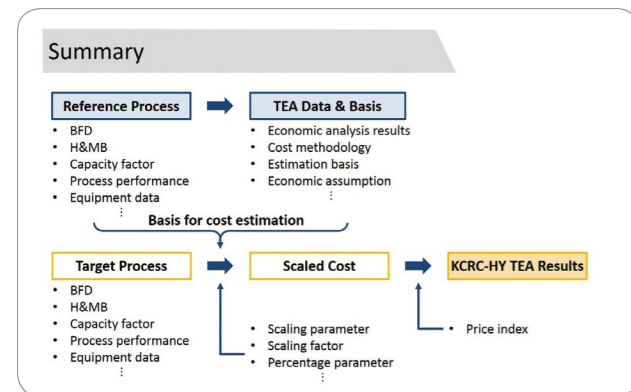 Summary
Reference Process
TEA Data & Basis
• BFD
• H&MB
• Capacity factor
• Process performance
• Equipment data
⋮
• Economic analysis results
• Cost methodology
• Estimation basis
• Economic assumption
⋮
Basis for cost estimation
Target Process
Scaled Cost
KCRC-HY TEA Results
• BFD
• H&MB
• Capacity factor
• Process performance
• Equipment data
⋮
• Scaling parameter
• Scaling factor
• Percentage parameter
⋮
• Price index